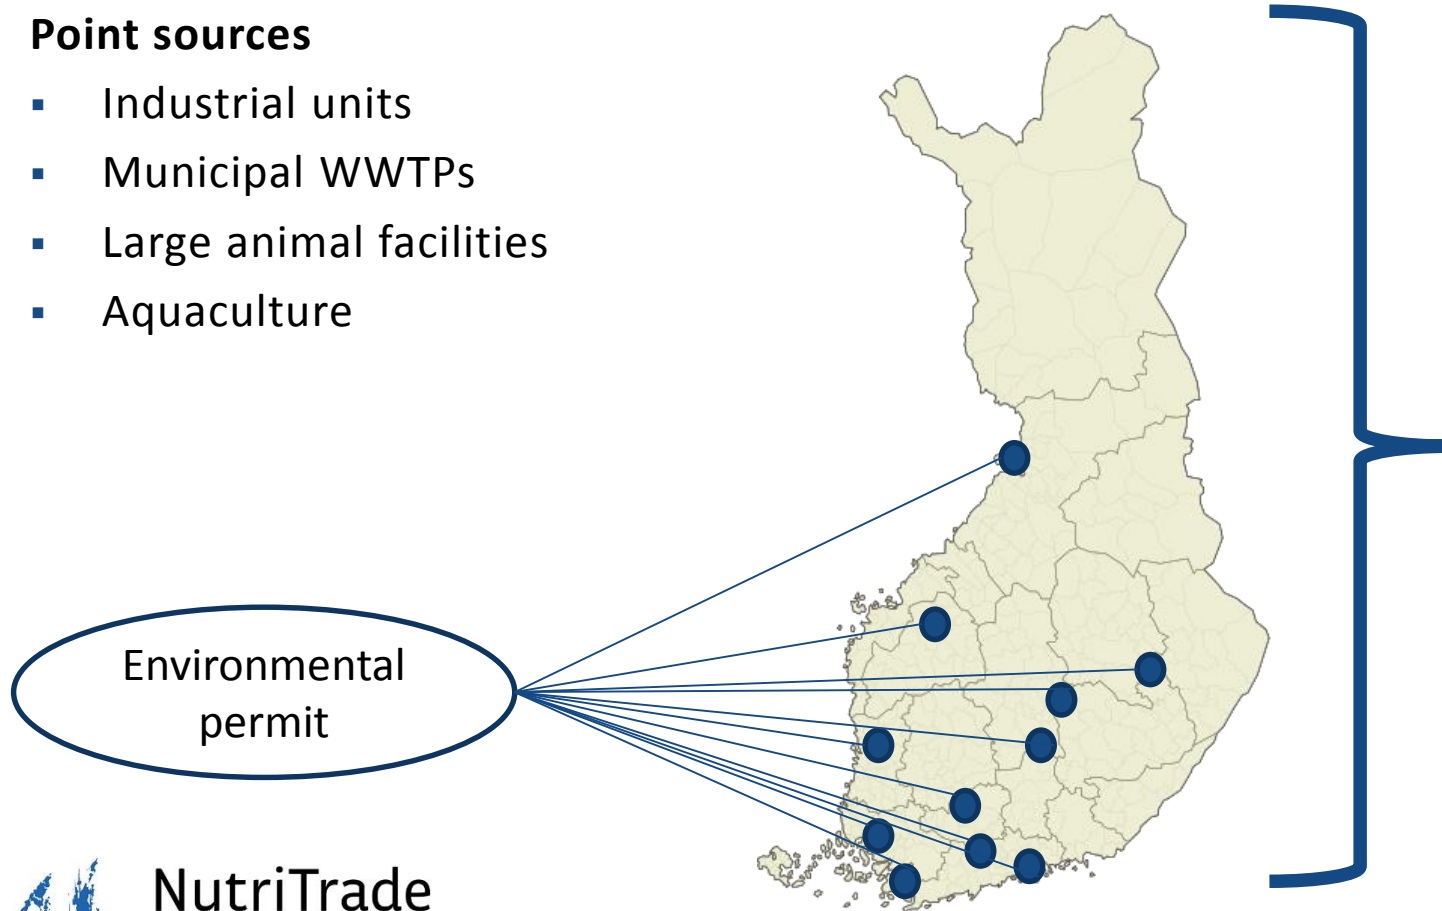 Point sources
▪ Industrial units
▪ Municipal WWTPs
▪ Large animal facilities
▪ Aquaculture
Environmental
permit
NutriTrade